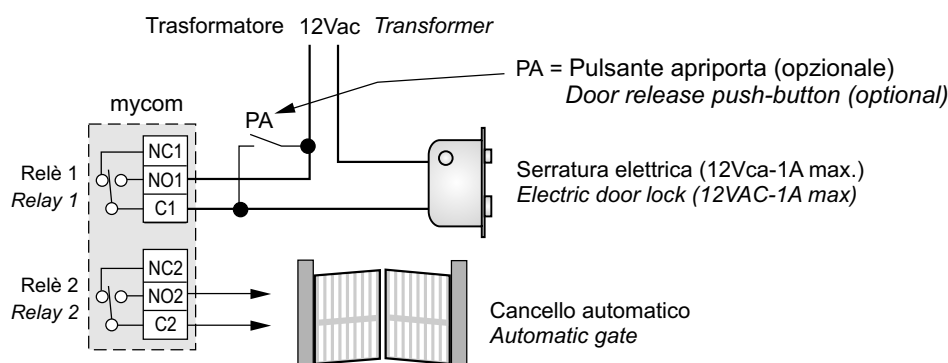 Trasformatore 12Vac Transformer
PA = Pulsante apriporta (opzionale)
Door release push-button (optional)
mycom
PA
NC1
NO1
C1
Relè 1
Relay 1
Serratura elettrica (12Vca-1A max.)
Electric door lock (12VAC-1A max)
NC2
NO2
C2
Relè 2
Relay 2
Cancello automatico
Automatic gate